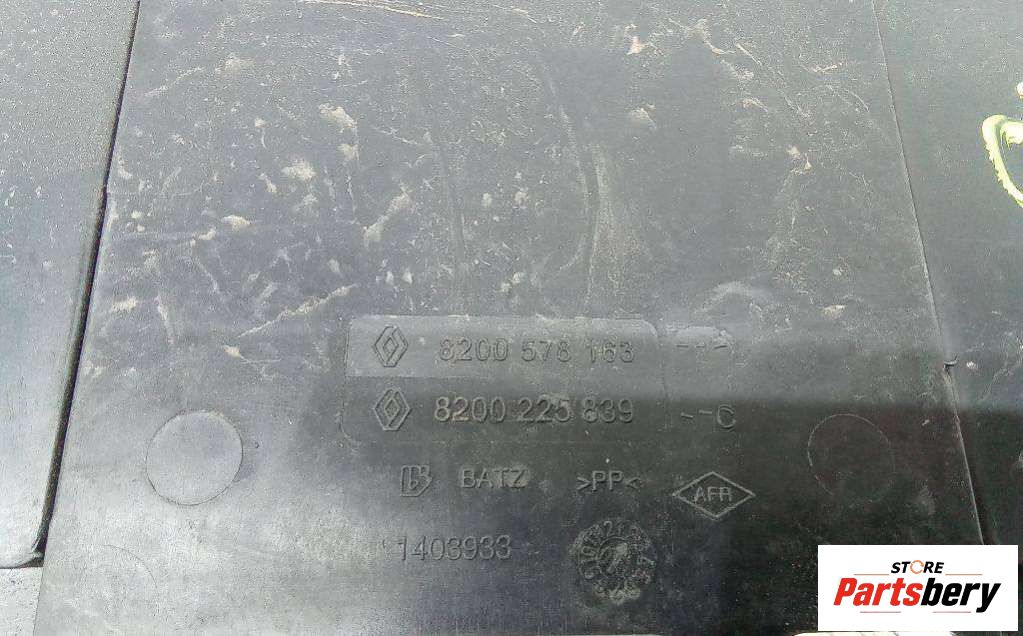 8200 578 163 ---
8200 225 839 --C
BATZ >PP< AFR
1403933
STORE
Partsbery